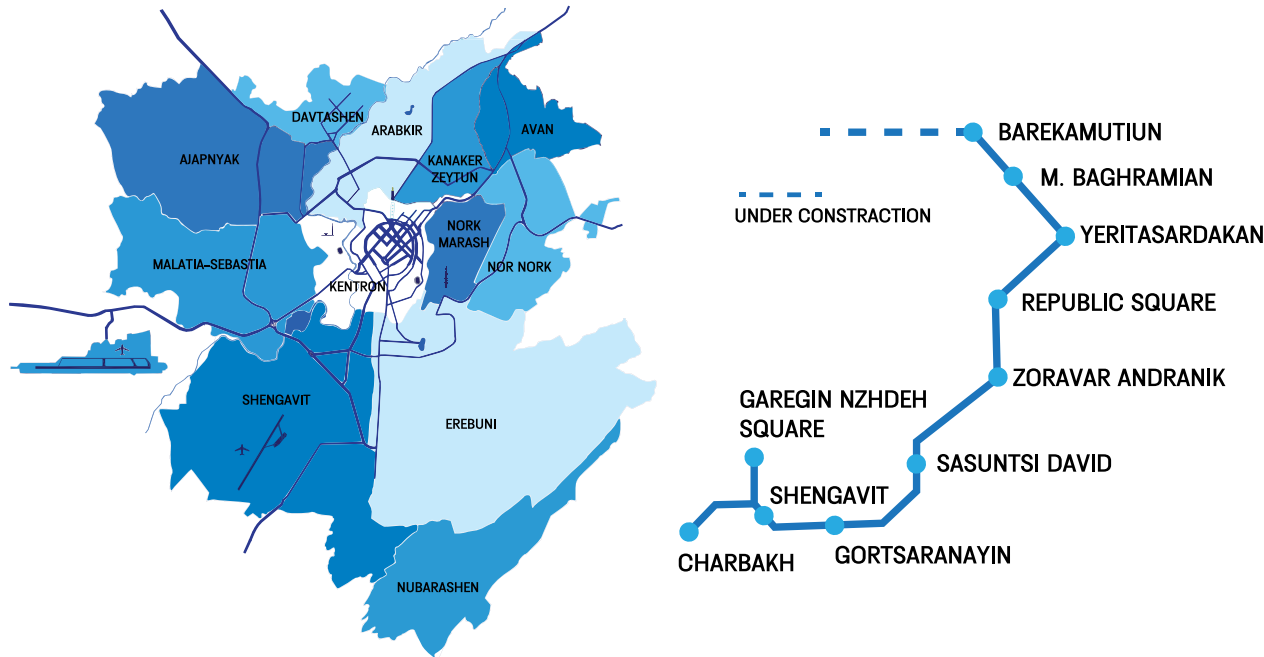 DAVTASHEN
ARABKIR
AVAN
AJAPNYAK
KANAKER
ZEYTUN
NORK
MARASH
MALATIA-SEBASTIA
NOR NORK
KENTRON
SHENGAVIT
EREBUNI
NUBARASHEN
BAREKAMUTIUN
M. BAGHRAMIAN
UNDER CONSTRACTION
YERITASARDAKAN
REPUBLIC SQUARE
ZORAVAR ANDRANIK
GAREGIN NZHDEH
SQUARE
SASUNTSI DAVID
SHENGAVIT
GORTSARANAYIN
CHARBAKH